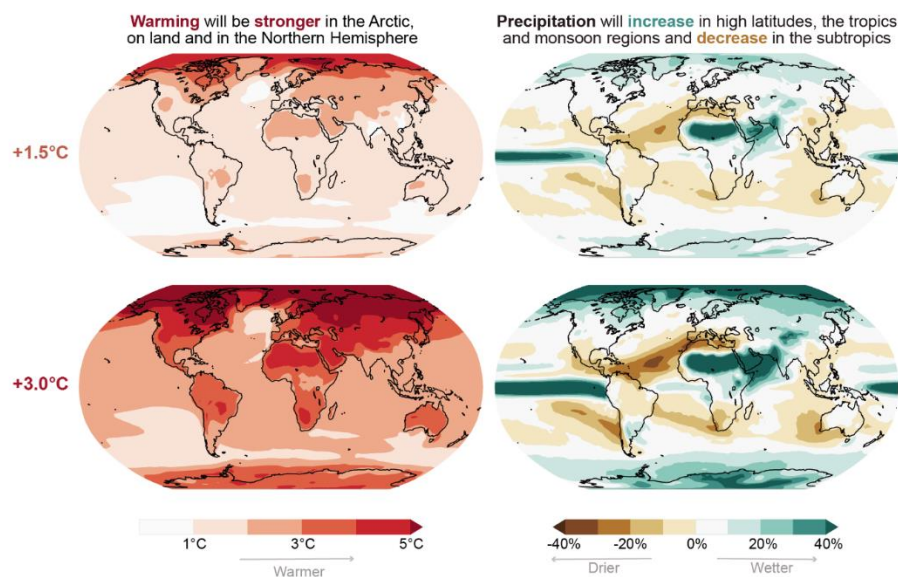 Warming will be stronger in the Arctic,
on land and in the Northern Hemisphere
Precipitation will increase in high latitudes, the tropics
and monsoon regions and decrease in the subtropics
+1.5°C
+3.0°C
1°C 3°C 5°C
Warmer
-40% -20% 0% 20% 40%
Drier Wetter